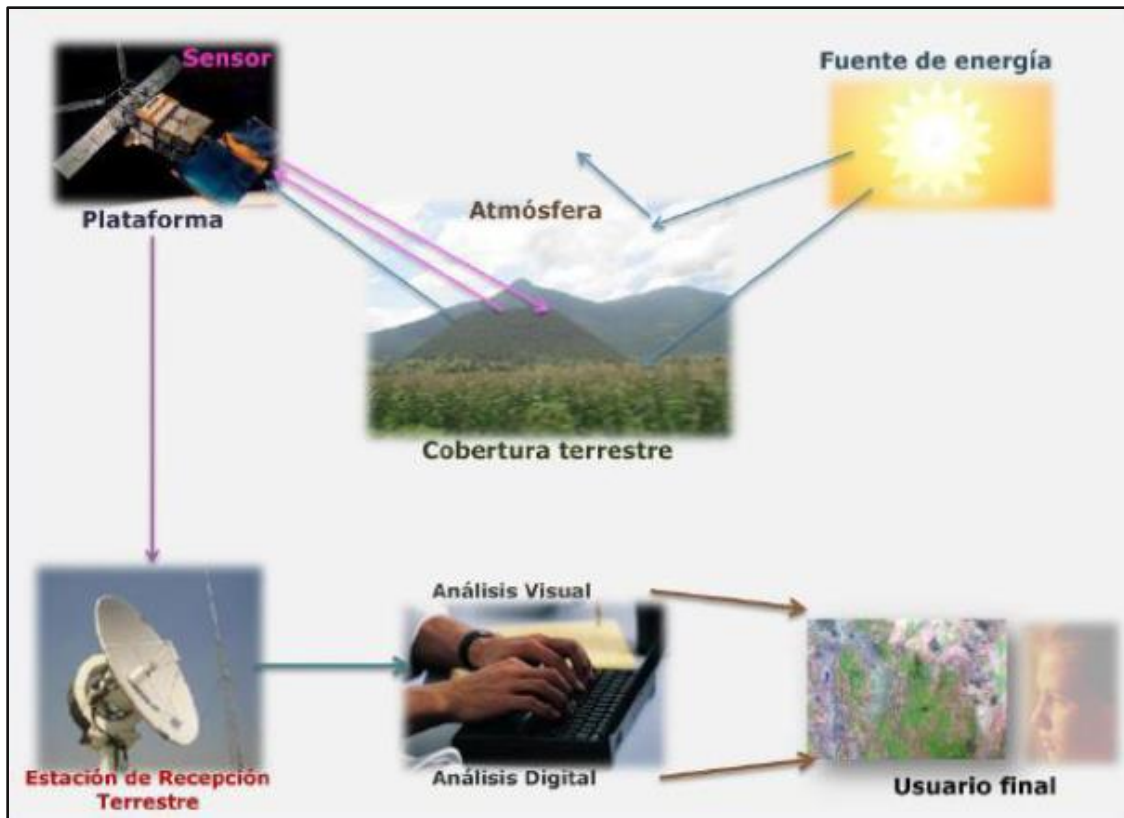 Sensor
Fuente de energía
Plataforma
Atmósfera
Cobertura terrestre
Análisis Visual
Estación de Recepción
Terrestre
Análisis Digital
Usuario final